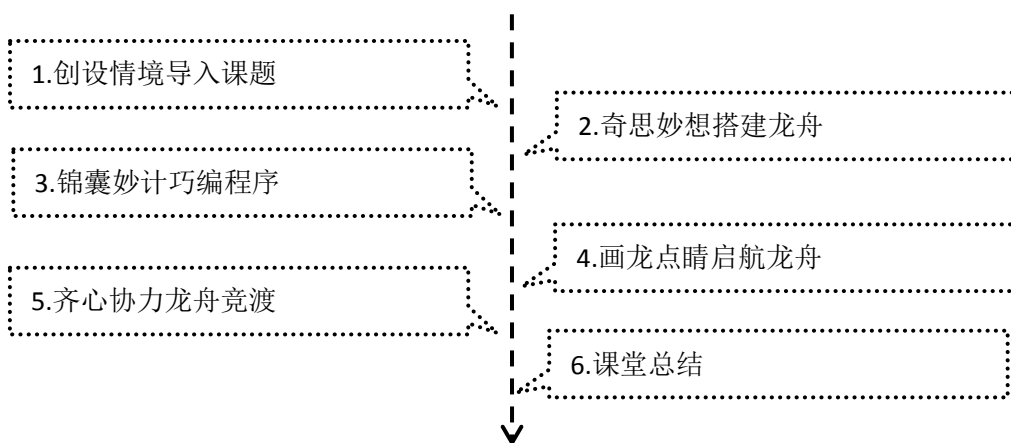 1.创设情境导入课题
2.奇思妙想搭建龙舟
3.锦囊妙计巧编程序
4.画龙点睛启航龙舟
5.齐心协力龙舟竞渡
6.课堂总结